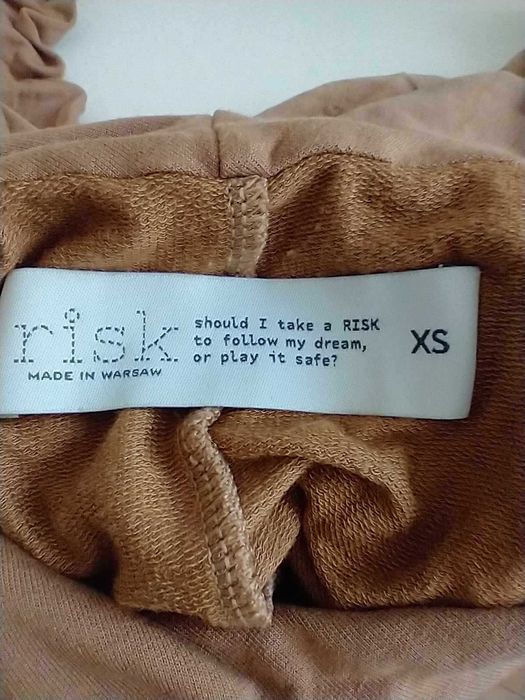 risk
MADE IN WARSAW
should I take a RISK
to follow my dream,
or play it safe?
XS